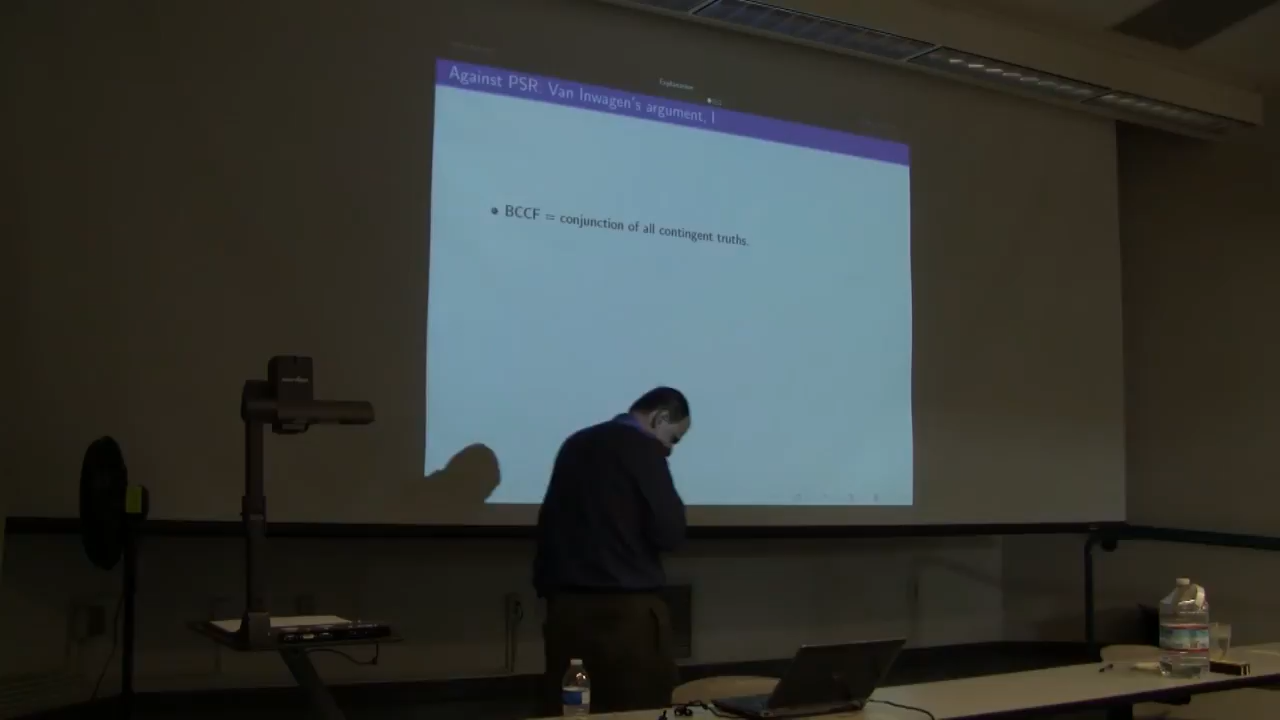 Explanation
Against PSR: Van Inwagen's argument, I
BCCF = conjunction of all contingent truths.